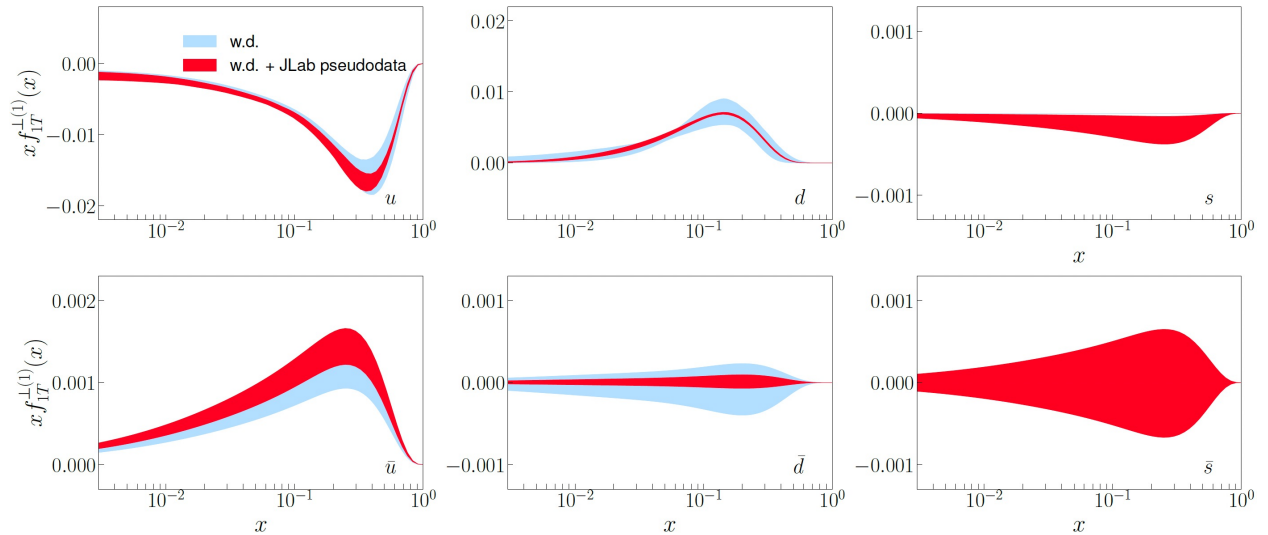 w.d.
w.d. + JLab pseudodata
x f_{1T}^{⊥(1)}(x)
0.00
−0.01
−0.02
10^{−2} 10^{−1} 10^{0}
u
0.02
0.01
0.00
10^{−2} 10^{−1} 10^{0}
d
0.001
0.000
−0.001
10^{−2} 10^{−1} 10^{0}
s
x
x f_{1T}^{⊥(1)}(x)
0.002
0.001
0.000
10^{−2} 10^{−1} 10^{0}
ū
x
0.001
0.000
−0.001
10^{−2} 10^{−1} 10^{0}
d̄
x
0.001
0.000
−0.001
10^{−2} 10^{−1} 10^{0}
s̄
x